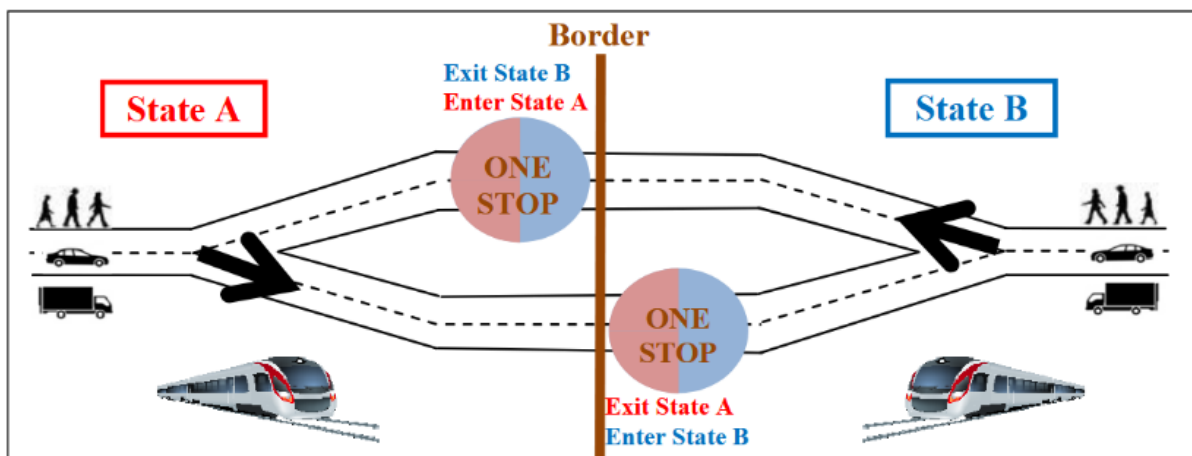 Border
State A
Exit State B
Enter State A
State B
ONE
STOP
ONE
STOP
Exit State A
Enter State B